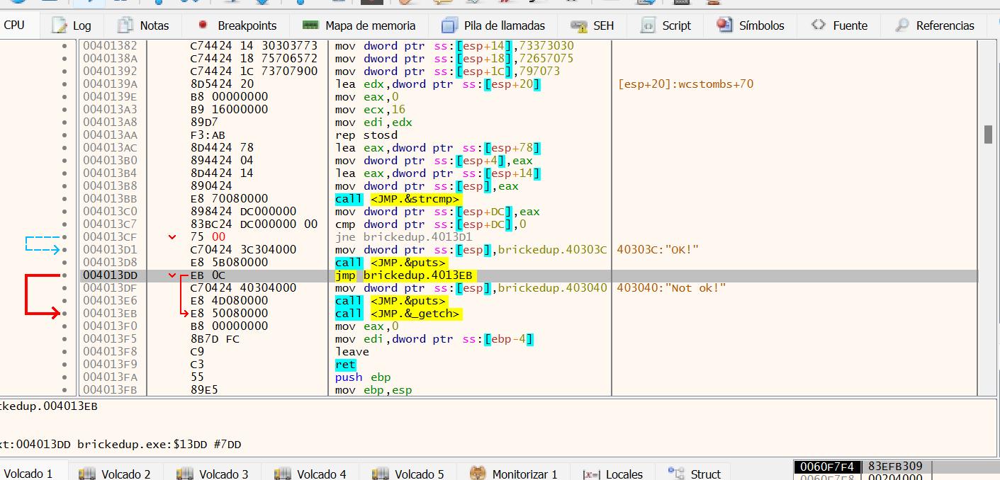 CPU Log Notas Breakpoints Mapa de memoria Pila de llamadas SEH Script Símbolos Fuente Referencias
00401382 C74424 14 30303773 mov dword ptr ss:[esp+14],73373030
0040138A C74424 18 75706572 mov dword ptr ss:[esp+18],72657075
00401392 C74424 1C 73707900 mov dword ptr ss:[esp+1C],797073
0040139A 8D5424 20 lea edx,dword ptr ss:[esp+20] [esp+20]:wcstombs+70
0040139E B8 00000000 mov eax,0
004013A3 B9 16000000 mov ecx,16
004013A8 89D7 mov edi,edx
004013AA F3:AB rep stosd
004013AC 8D4424 78 lea eax,dword ptr ss:[esp+78]
004013B0 894424 04 mov dword ptr ss:[esp+4],eax
004013B4 8D4424 14 lea eax,dword ptr ss:[esp+14]
004013B8 890424 mov dword ptr ss:[esp],eax
004013BB E8 70080000 call <JMP.&strcmp>
004013C0 898424 DC000000 mov dword ptr ss:[esp+DC],eax
004013C7 83BC24 DC000000 00 cmp dword ptr ss:[esp+DC],0
004013CF 75 00 jne brickedup.4013D1
004013D1 C70424 3C304000 mov dword ptr ss:[esp],brickedup.40303C 40303C:"OK!"
004013D8 E8 5B080000 call <JMP.&puts>
004013DD EB 0C jmp brickedup.4013EB
004013DF C70424 40304000 mov dword ptr ss:[esp],brickedup.403040 403040:"Not ok!"
004013E6 E8 4D080000 call <JMP.&puts>
004013EB E8 50080000 call <JMP.&_getch>
004013F0 B8 00000000 mov eax,0
004013F5 8B7D FC mov edi,dword ptr ss:[ebp-4]
004013F8 C9 leave
004013F9 C3 ret
004013FA 55 push ebp
004013FB 89E5 mov ebp,esp
ckedup.004013EB
xt:004013DD brickedup.exe:$13DD #7DD
Volcado 1 Volcado 2 Volcado 3 Volcado 4 Volcado 5 Monitorizar 1 [x=] Locales Struct
0060F7F4 83EFB309
0060F7F8 00204000